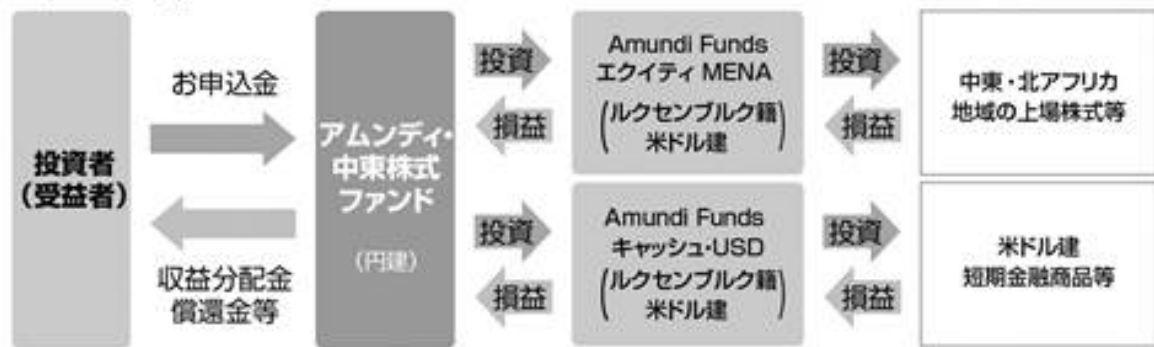 お申込金
投資者
(受益者)
収益分配金
償還金等
アムンディ・
中東株式
ファンド
(円建)
投資
損益
Amundi Funds
エクイティ MENA
(ルクセンブルク籍
米ドル建)
投資
損益
中東・北アフリカ
地域の上場株式等
投資
損益
Amundi Funds
キャッシュ・USD
(ルクセンブルク籍
米ドル建)
投資
損益
米ドル建
短期金融商品等